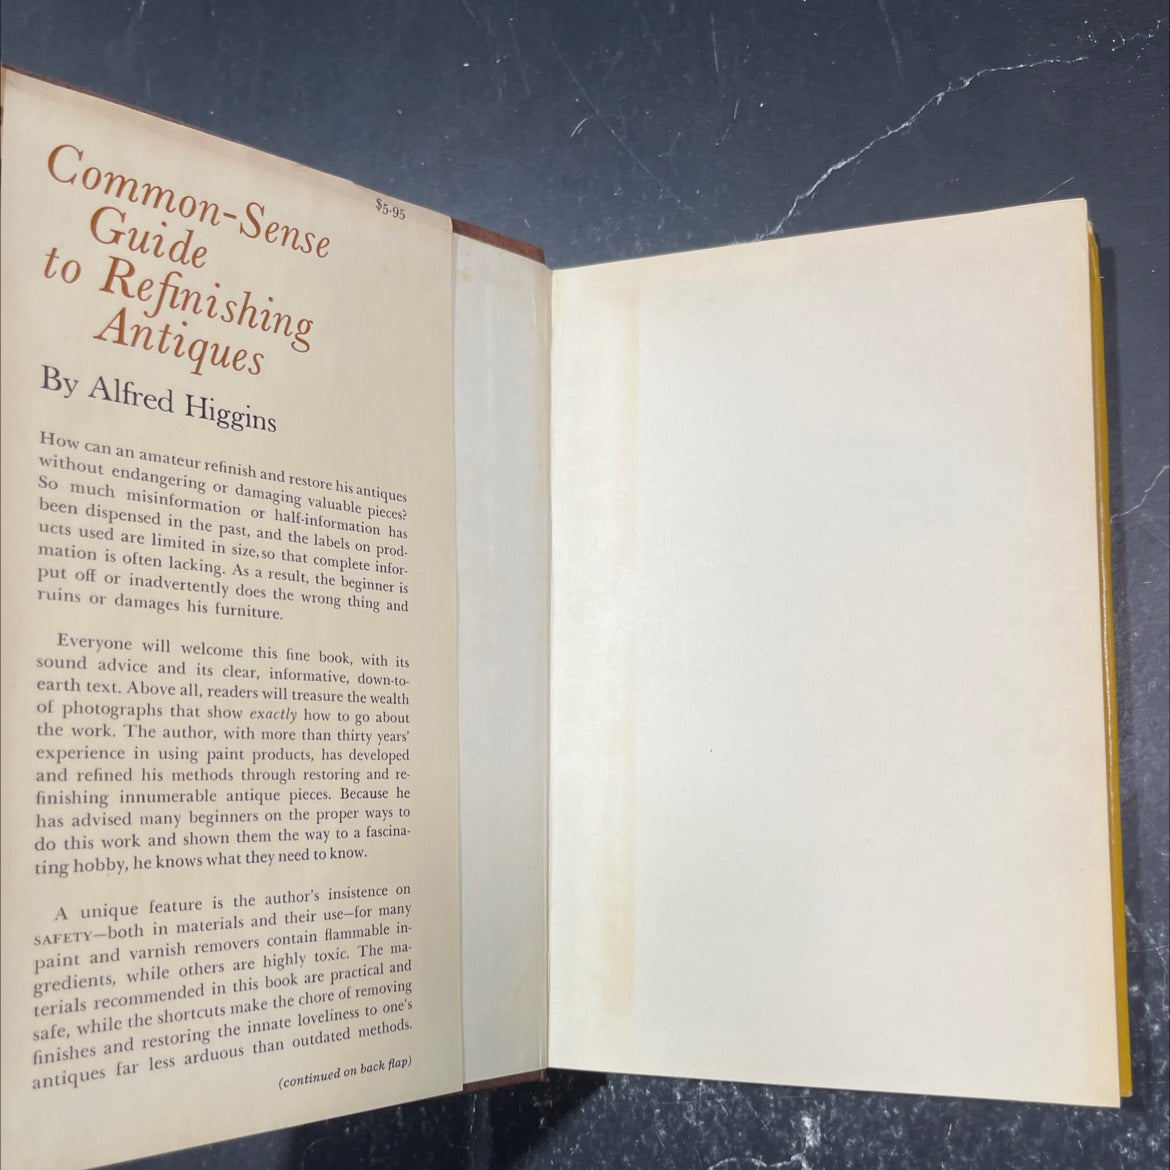 $5.95
Common-Sense
Guide
to Refinishing
Antiques
By Alfred Higgins
How can an amateur refinish and restore his antiques
without endangering or damaging valuable pieces?
So much misinformation or half-information has
been dispensed in the past, and the labels on prod-
ucts used are limited in size, so that complete infor-
mation is often lacking. As a result, the beginner is
put off or inadvertently does the wrong thing and
ruins or damages his furniture.
Everyone will welcome this fine book, with its
sound advice and its clear, informative, down-to-
earth text. Above all, readers will treasure the wealth
of photographs that show exactly how to go about
the work. The author, with more than thirty years'
experience in using paint products, has developed
and refined his methods through restoring and re-
finishing innumerable antique pieces. Because he
has advised many beginners on the proper ways to
do this work and shown them the way to a fascina-
ting hobby, he knows what they need to know.
A unique feature is the author's insistence on
SAFETY—both in materials and their use—for many
paint and varnish removers contain flammable in-
gredients, while others are highly toxic. The ma-
terials recommended in this book are practical and
safe, while the shortcuts make the chore of removing
finishes and restoring the innate loveliness to one's
antiques far less arduous than outdated methods.
(continued on back flap)